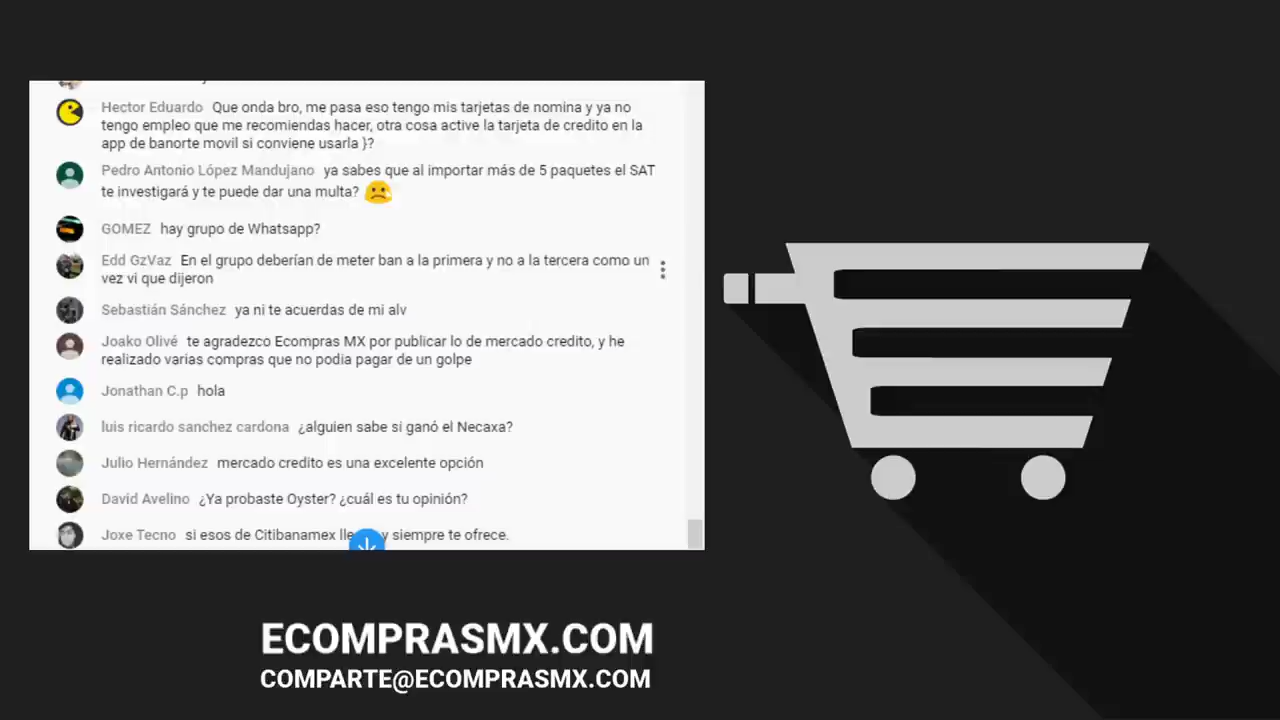 Hector Eduardo Que onda bro, me pasa eso tengo mis tarjetas de nomina y ya no
tengo empleo que me recomiendas hacer, otra cosa active la tarjeta de credito en la
app de banorte movil si conviene usarla }?
Pedro Antonio López Mandujano ya sabes que al importar más de 5 paquetes el SAT
te investigará y te puede dar una multa?
GOMEZ hay grupo de Whatsapp?
Edd GzVaz En el grupo deberían de meter ban a la primera y no a la tercera como un
vez vi que dijeron
Sebastián Sánchez ya ni te acuerdas de mi alv
Joako Olivé te agradezco Ecompras MX por publicar lo de mercado credito, y he
realizado varias compras que no podia pagar de un golpe
Jonathan C.p hola
luis ricardo sanchez cardona ¿alguien sabe si ganó el Necaxa?
Julio Hernández mercado credito es una excelente opción
David Avelino ¿Ya probaste Oyster? ¿cuál es tu opinión?
Joxe Tecno si esos de Citibanamex y siempre te ofrece.
ECOMPRASMX.COM
COMPARTE@ECOMPRASMX.COM